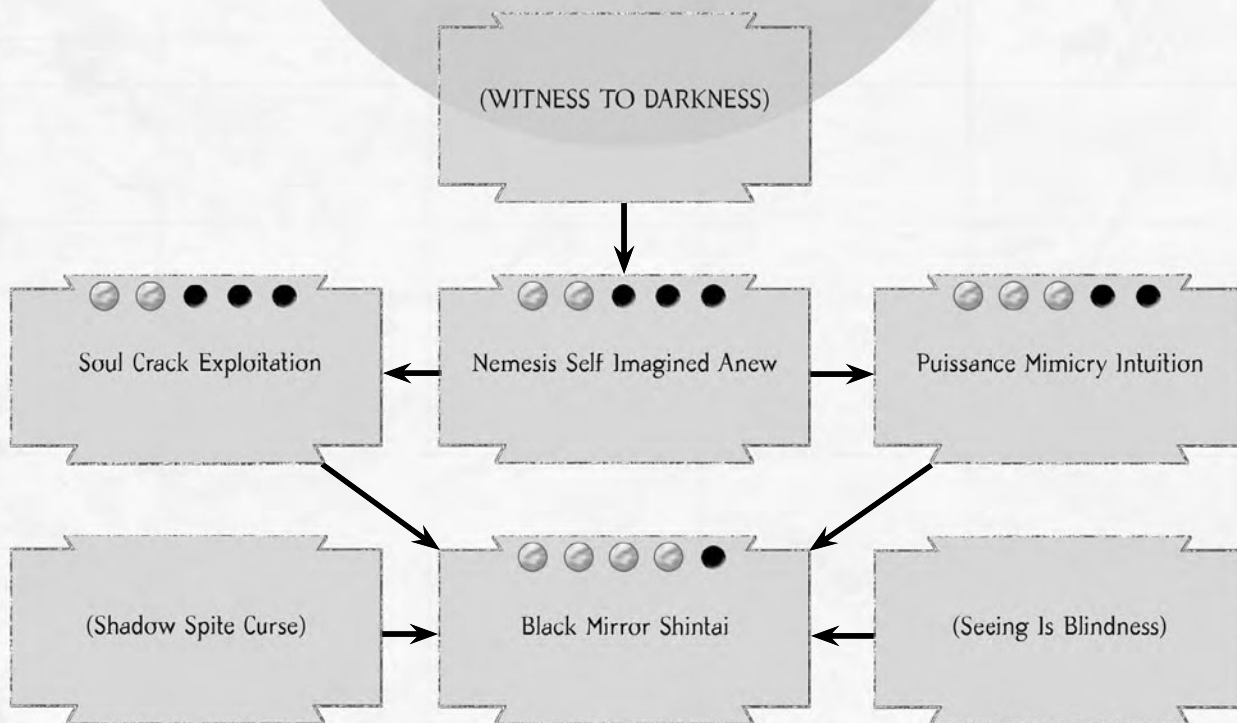 (WITNESS TO DARKNESS)
Soul Crack Exploitation
Nemesis Self Imagined Anew
Puissance Mimicry Intuition
(Shadow Spite Curse)
Black Mirror Shintai
(Seeing Is Blindness)